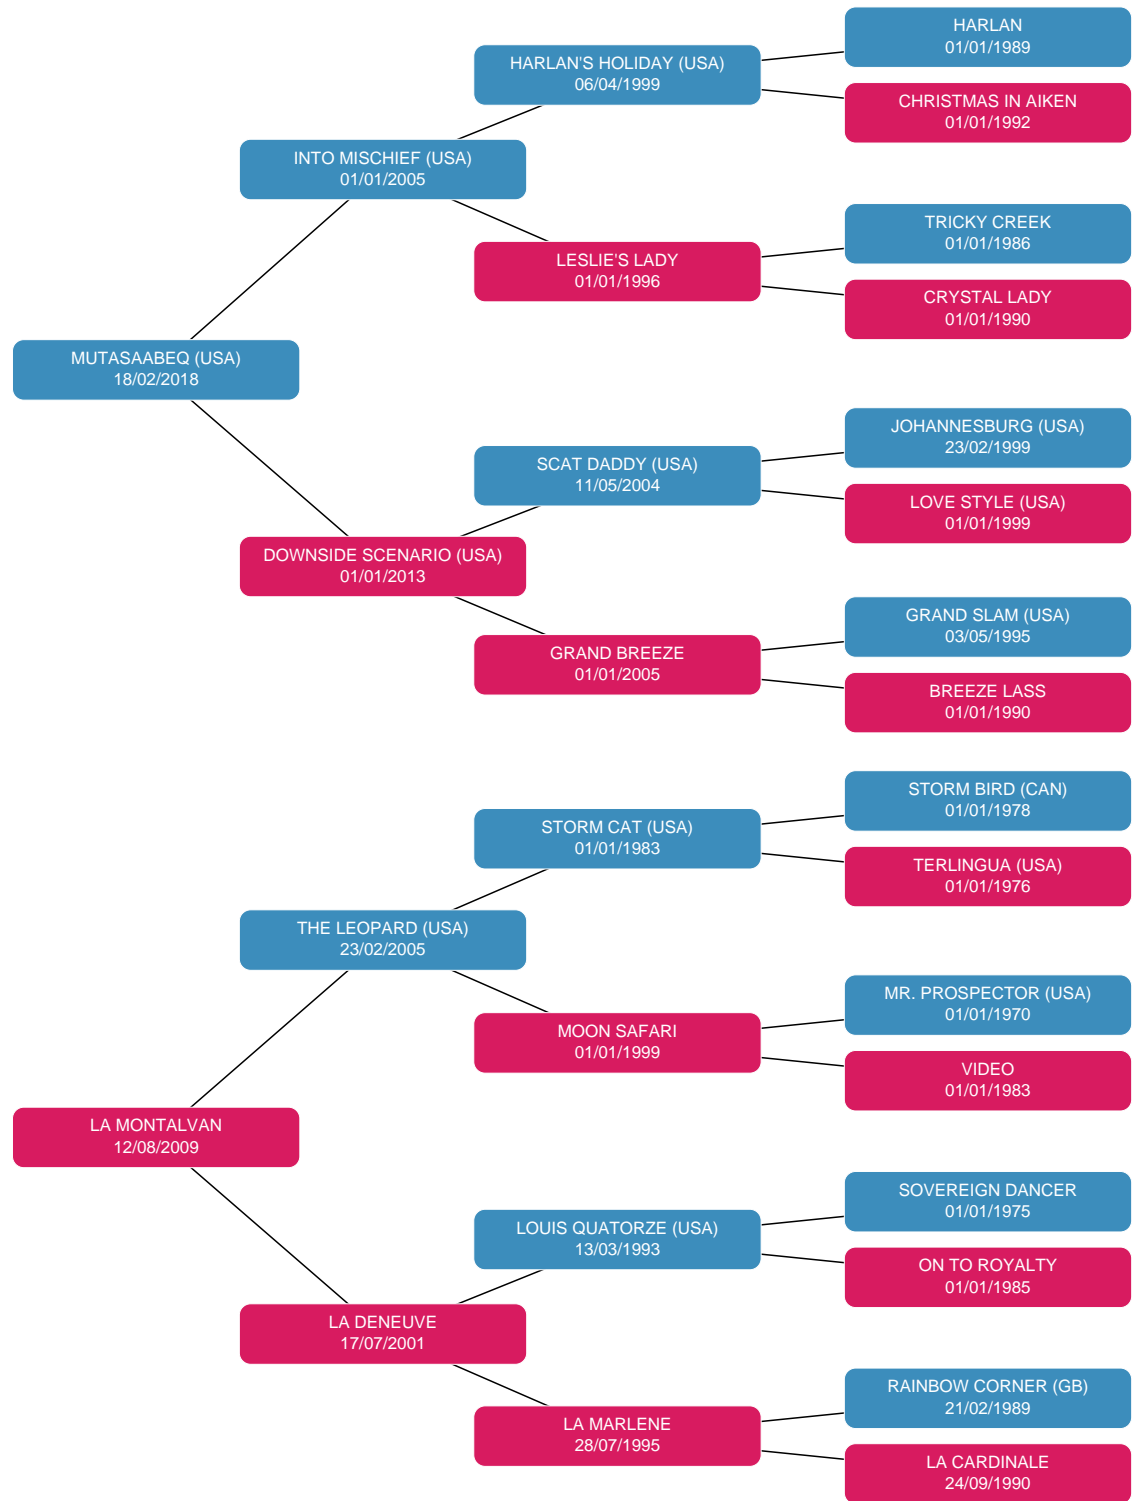 HARLAN
01/01/1989
HARLAN'S HOLIDAY (USA)
06/04/1999
CHRISTMAS IN AIKEN
01/01/1992
INTO MISCHIEF (USA)
01/01/2005
TRICKY CREEK
01/01/1986
LESLIE'S LADY
01/01/1996
CRYSTAL LADY
01/01/1990
MUTASAABEQ (USA)
18/02/2018
JOHANNESBURG (USA)
23/02/1999
SCAT DADDY (USA)
11/05/2004
LOVE STYLE (USA)
01/01/1999
DOWNSIDE SCENARIO (USA)
01/01/2013
GRAND SLAM (USA)
03/05/1995
GRAND BREEZE
01/01/2005
BREEZE LASS
01/01/1990
STORM BIRD (CAN)
01/01/1978
STORM CAT (USA)
01/01/1983
TERLINGUA (USA)
01/01/1976
THE LEOPARD (USA)
23/02/2005
MR. PROSPECTOR (USA)
01/01/1970
MOON SAFARI
01/01/1999
VIDEO
01/01/1983
LA MONTALVAN
12/08/2009
SOVEREIGN DANCER
01/01/1975
LOUIS QUATORZE (USA)
13/03/1993
ON TO ROYALTY
01/01/1985
LA DENEUVE
17/07/2001
RAINBOW CORNER (GB)
21/02/1989
LA MARLENE
28/07/1995
LA CARDINALE
24/09/1990